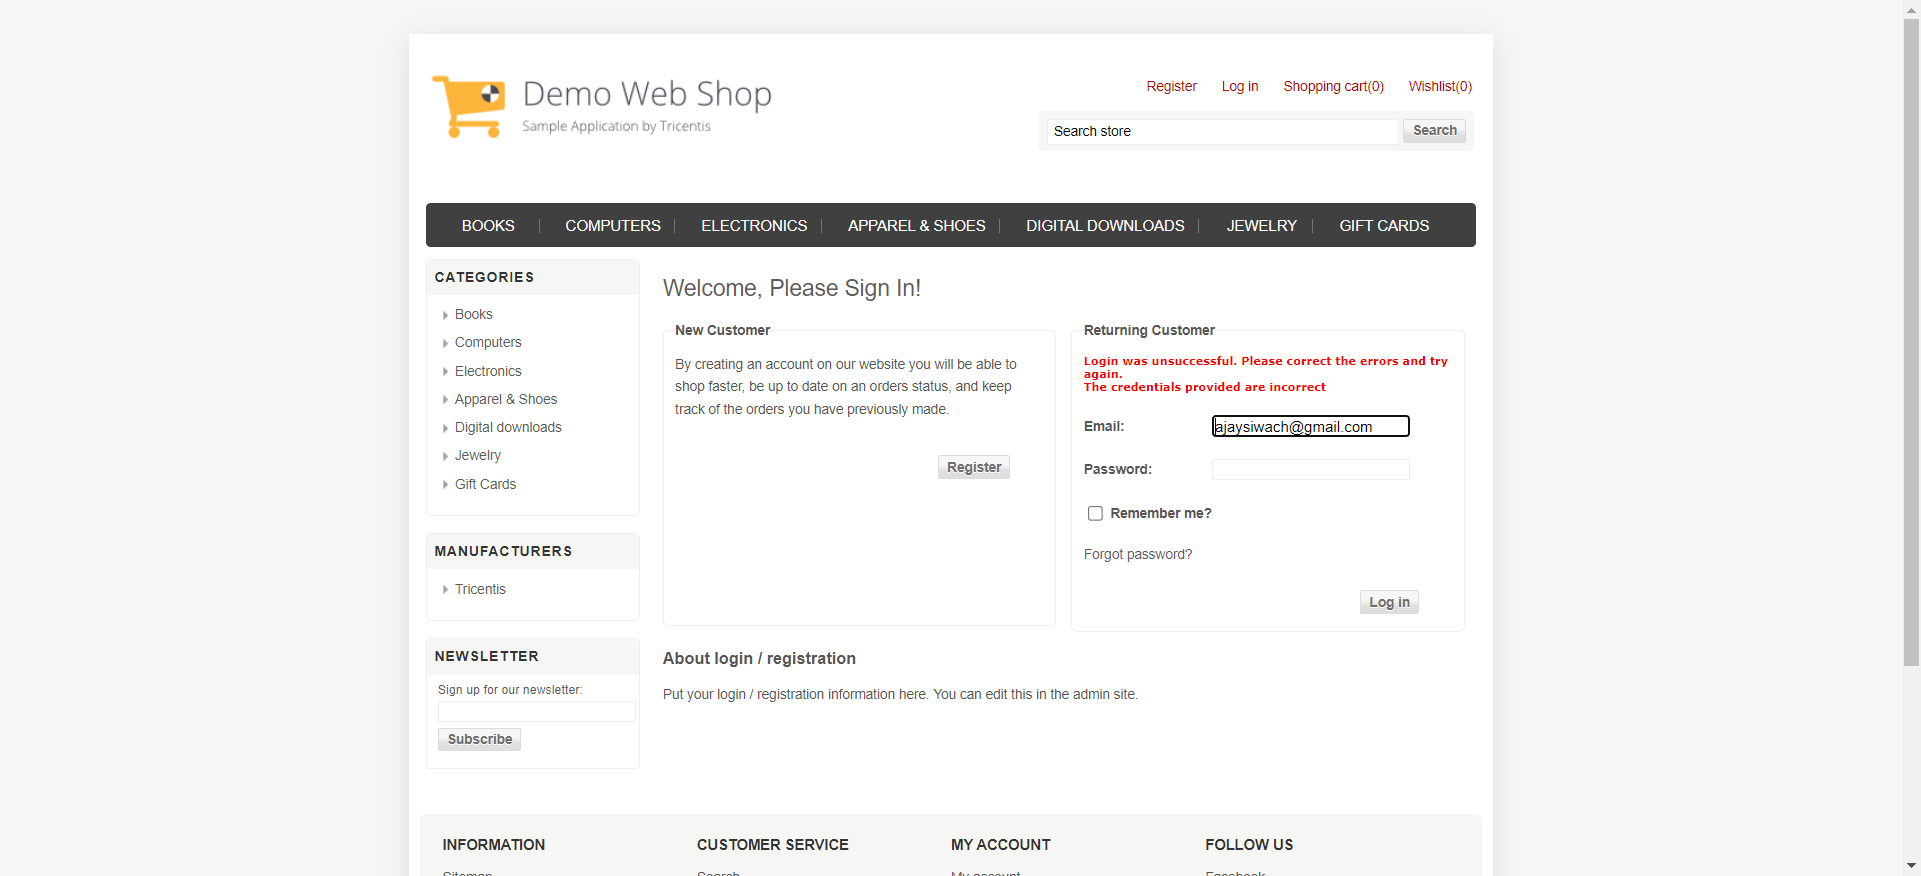 Demo Web Shop
Sample Application by Tricentis
Register Log in Shopping cart(0) Wishlist(0)
Search store Search
BOOKS COMPUTERS ELECTRONICS APPAREL & SHOES DIGITAL DOWNLOADS JEWELRY GIFT CARDS
CATEGORIES
Books
Computers
Electronics
Apparel & Shoes
Digital downloads
Jewelry
Gift Cards
MANUFACTURERS
Tricentis
NEWSLETTER
Sign up for our newsletter:
Subscribe
Welcome, Please Sign In!
New Customer
By creating an account on our website you will be able to
shop faster, be up to date on an orders status, and keep
track of the orders you have previously made.
Register
Returning Customer
Login was unsuccessful. Please correct the errors and try
again.
The credentials provided are incorrect
Email: ajaysiwach@gmail.com
Password:
Remember me?
Forgot password?
Log in
About login / registration
Put your login / registration information here. You can edit this in the admin site.
INFORMATION CUSTOMER SERVICE MY ACCOUNT FOLLOW US
Sitemap Search My account Facebook